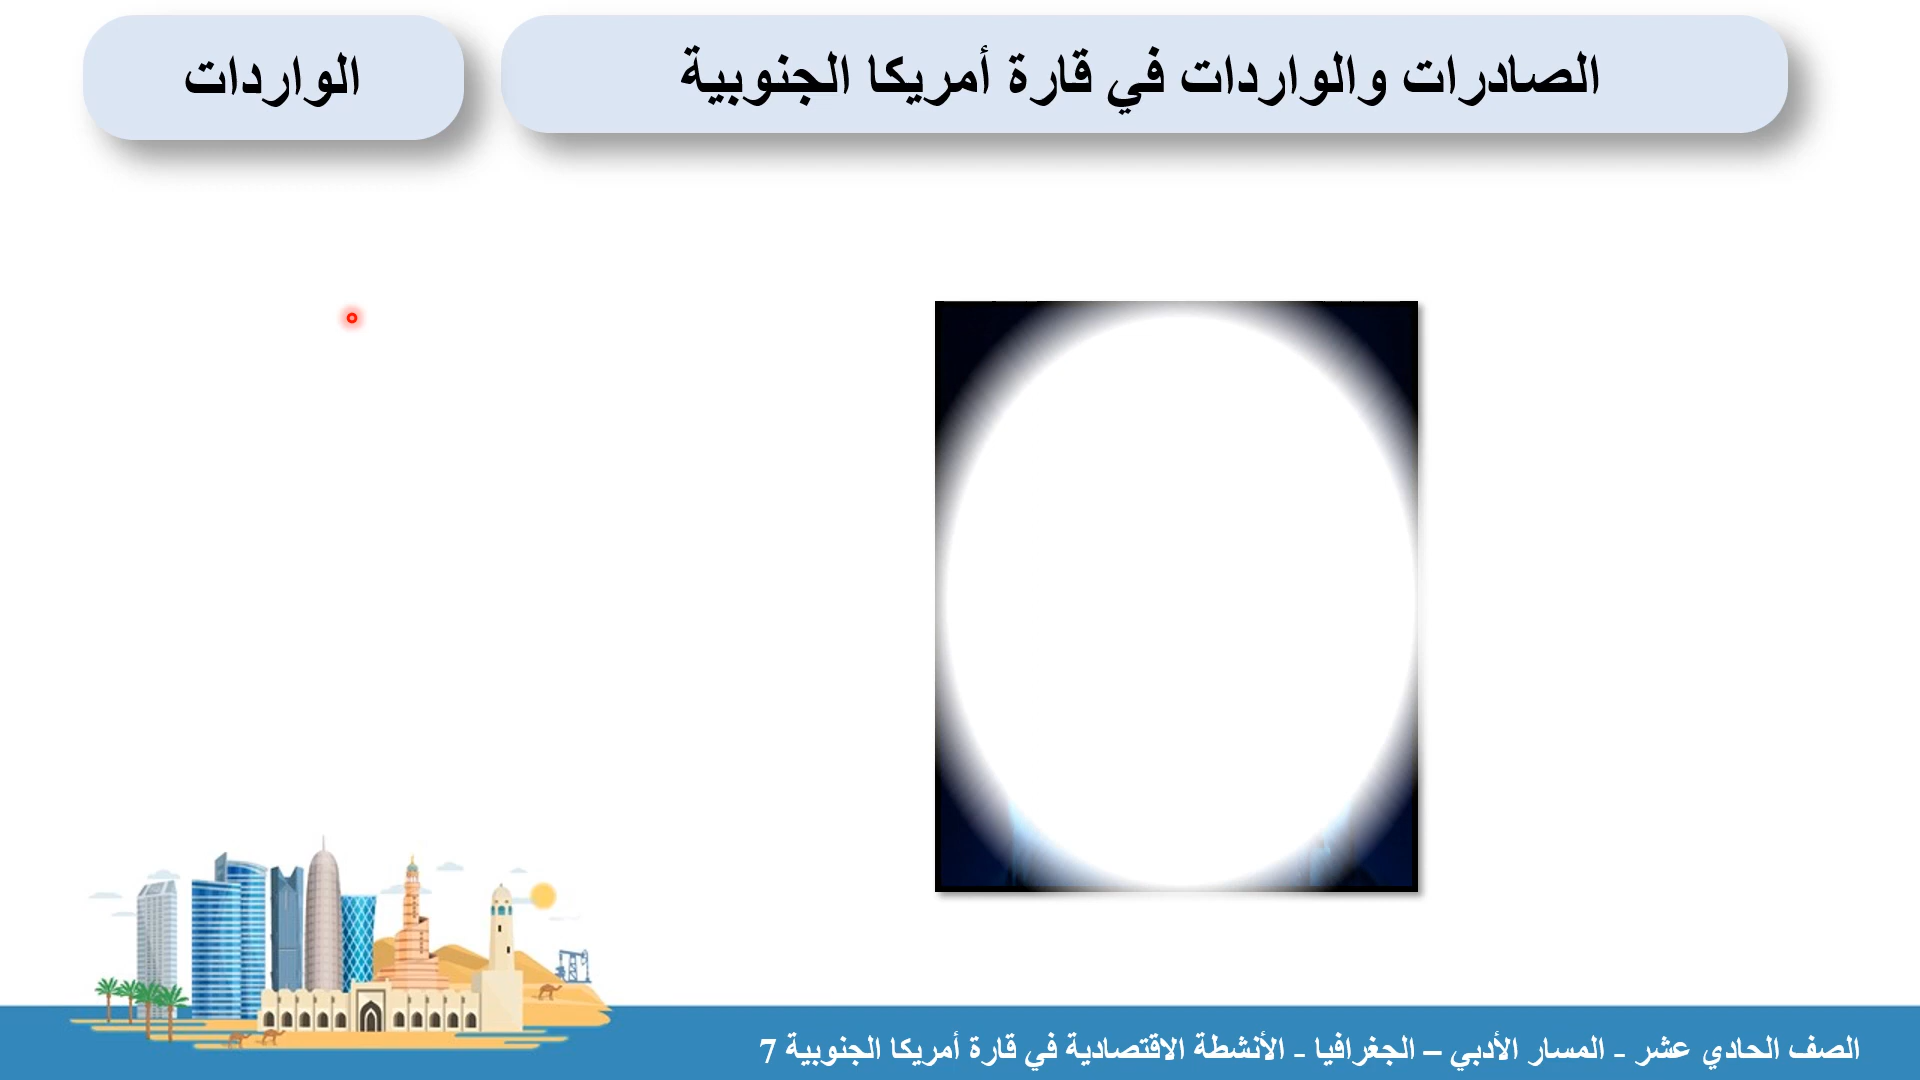 الصادرات والواردات في قارة أمريكا الجنوبية
الواردات
الصف الحادي عشر - المسار الأدبي – الجغرافيا - الأنشطة الاقتصادية في قارة أمريكا الجنوبية 7